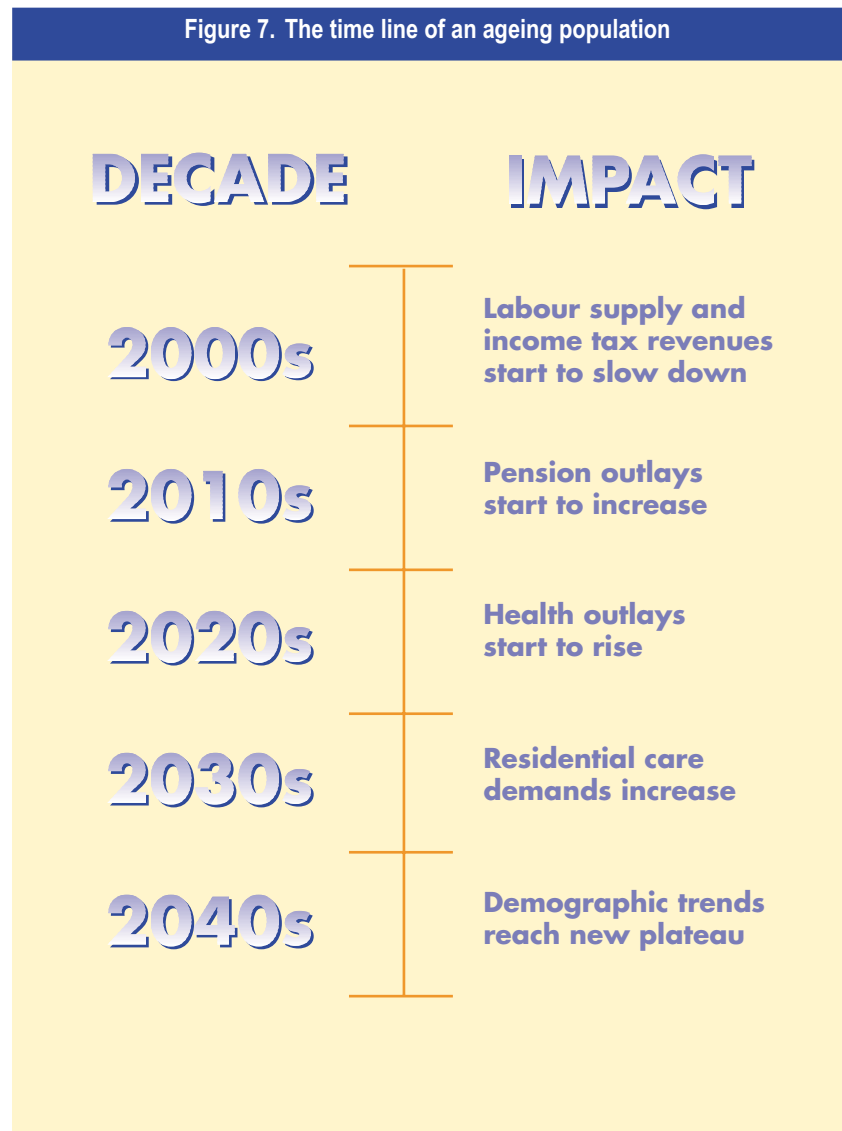 Figure 7. The time line of an ageing population
DECADE
IMPACT
2000s
Labour supply and
income tax revenues
start to slow down
2010s
Pension outlays
start to increase
2020s
Health outlays
start to rise
2030s
Residential care
demands increase
2040s
Demographic trends
reach new plateau